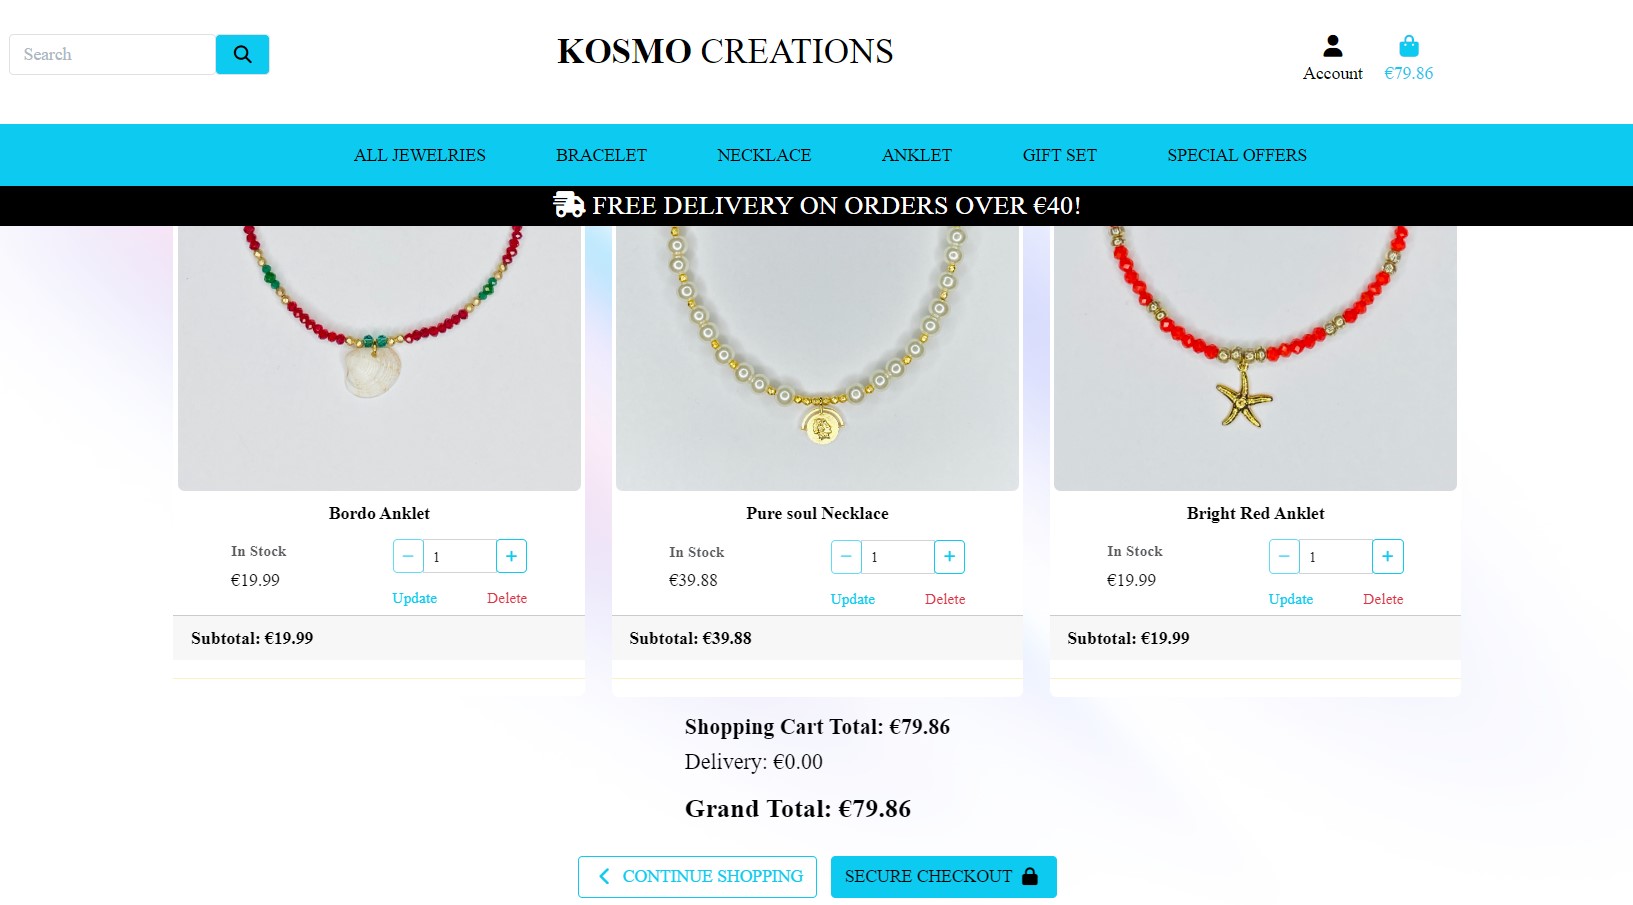 Search
KOSMO CREATIONS
Account
€79.86
ALL JEWELRIES
BRACELET
NECKLACE
ANKLET
GIFT SET
SPECIAL OFFERS
FREE DELIVERY ON ORDERS OVER €40!
Bordo Anklet
In Stock
€19.99
1
Update
Delete
Subtotal: €19.99
Pure soul Necklace
In Stock
€39.88
1
Update
Delete
Subtotal: €39.88
Bright Red Anklet
In Stock
€19.99
1
Update
Delete
Subtotal: €19.99
Shopping Cart Total: €79.86
Delivery: €0.00
Grand Total: €79.86
CONTINUE SHOPPING
SECURE CHECKOUT